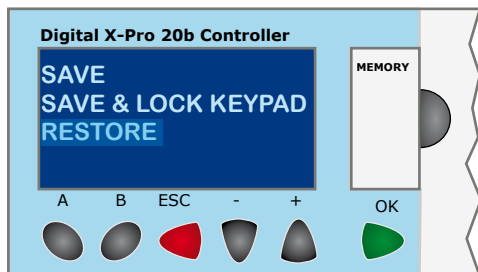 Digital X-Pro 20b Controller
SAVE
SAVE & LOCK KEYPAD
RESTORE
MEMORY
A B ESC - + OK